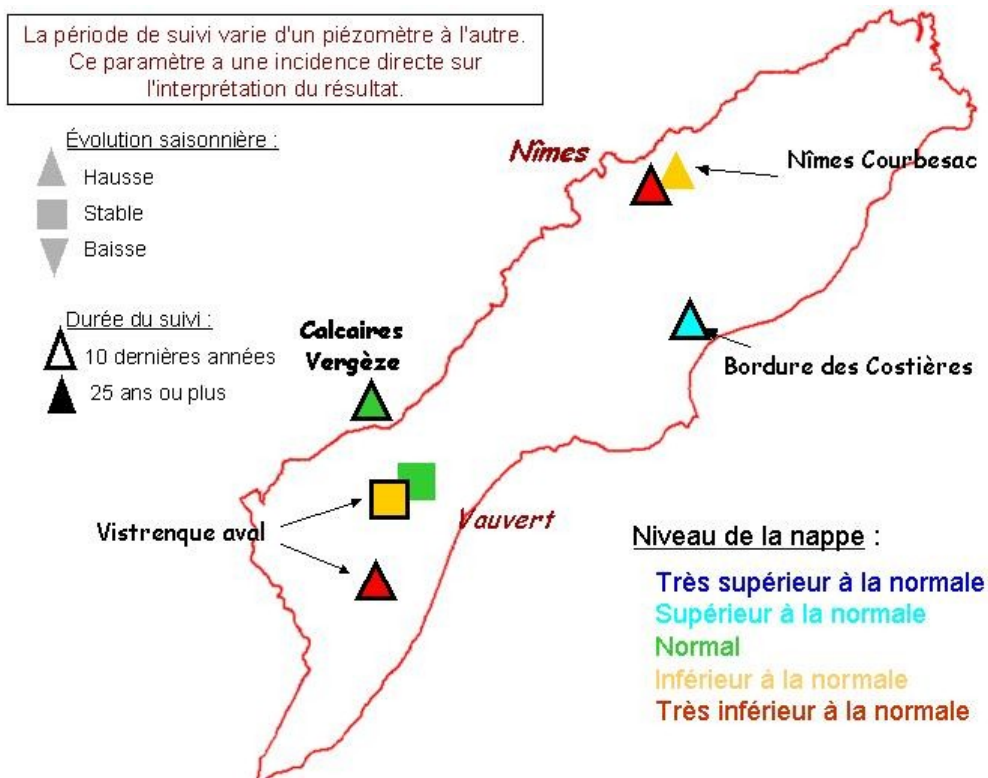 La période de suivi varie d'un piézomètre à l'autre.
Ce paramètre a une incidence directe sur
l'interprétation du résultat.
Évolution saisonnière :
Hausse
Stable
Baisse
Durée du suivi :
10 dernières années
25 ans ou plus
Nîmes
Nîmes Courbesac
Calcaires
Vergèze
Bordure des Costières
Vistrenque aval
Vauvert
Niveau de la nappe :
Très supérieur à la normale
Supérieur à la normale
Normal
Inférieur à la normale
Très inférieur à la normale